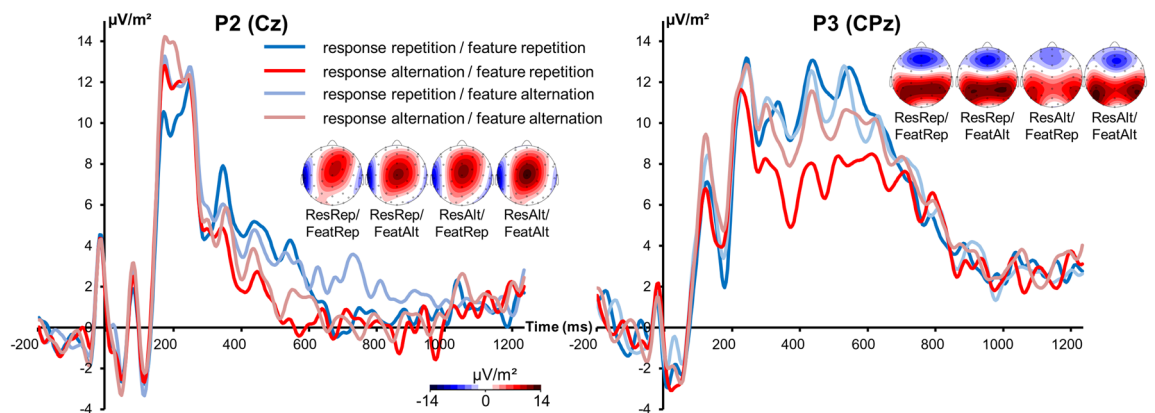 μV/m²
P2 (Cz)
14
12
10
8
6
4
2
0
-2
-4
-200
200
400
600
800
1000
1200
Time (ms)
response repetition / feature repetition
response alternation / feature repetition
response repetition / feature alternation
response alternation / feature alternation
ResRep/
FeatRep
ResRep/
FeatAlt
ResAlt/
FeatRep
ResAlt/
FeatAlt
μV/m²
-14
0
14
μV/m²
P3 (CPz)
14
12
10
8
6
4
2
0
-2
-4
-200
200
400
600
800
1000
1200
ResRep/
FeatRep
ResRep/
FeatAlt
ResAlt/
FeatRep
ResAlt/
FeatAlt